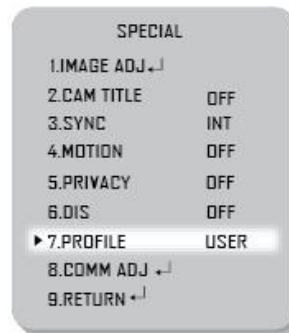 SPECIAL
1.IMAGE ADJ↵
2.CAM TITLE OFF
3.SYNC INT
4.MOTION OFF
5.PRIVACY OFF
6.DIS OFF
▶ 7.PROFILE USER
8.COMM ADJ ↵
9.RETURN ↵